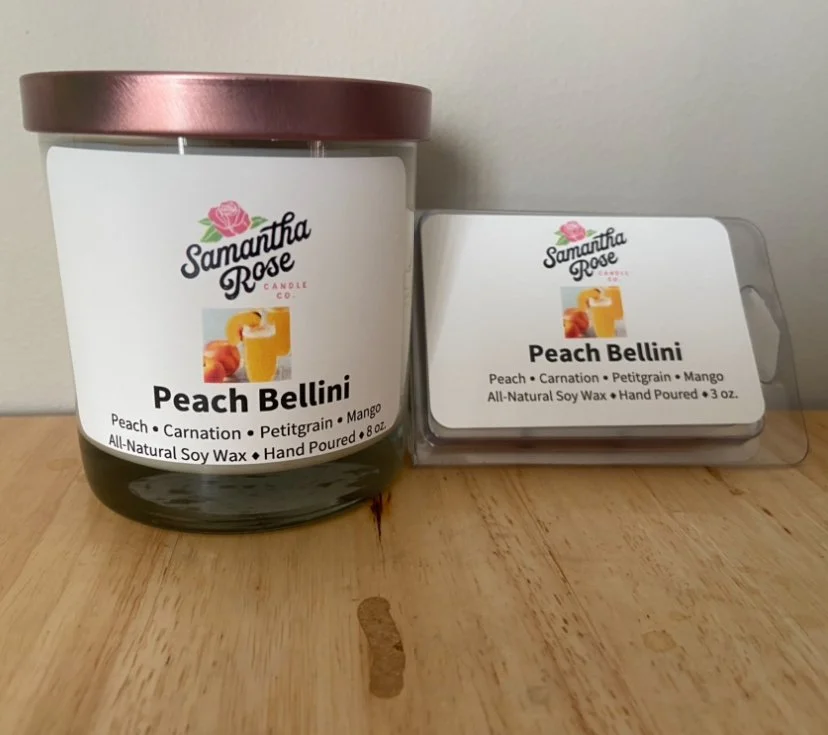 Samantha
Rose
CANDLE
CO.
Peach Bellini
Peach • Carnation • Petitgrain • Mango
All-Natural Soy Wax ♦ Hand Poured ♦ 8 oz.
Samantha
Rose
CANDLE
CO.
Peach Bellini
Peach • Carnation • Petitgrain • Mango
All-Natural Soy Wax ♦ Hand Poured ♦ 3 oz.